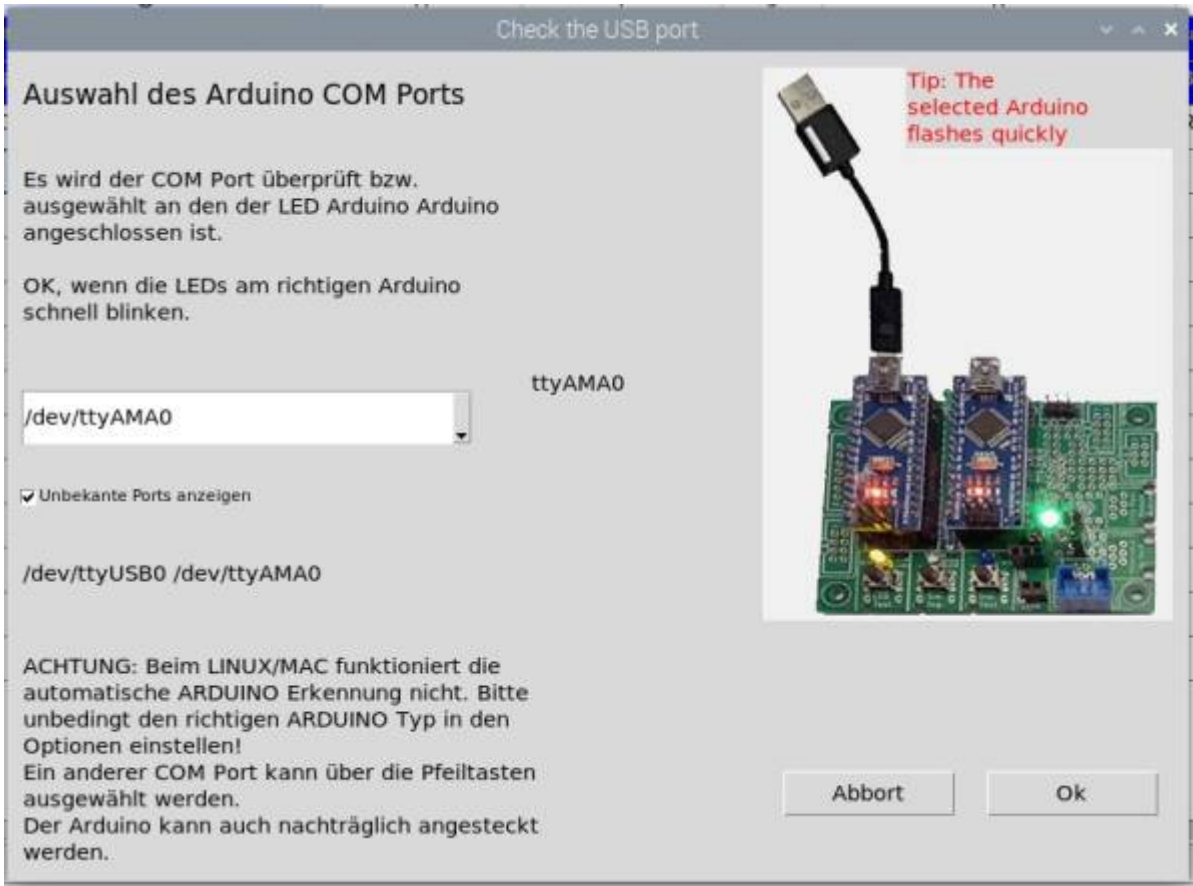 Check the USB port
Auswahl des Arduino COM Ports
Tip: The
selected Arduino
flashes quickly
Es wird der COM Port überprüft bzw.
ausgewählt an den der LED Arduino Arduino
angeschlossen ist.
OK, wenn die LEDs am richtigen Arduino
schnell blinken.
ttyAMA0
/dev/ttyAMA0
Unbekante Ports anzeigen
/dev/ttyUSB0 /dev/ttyAMA0
ACHTUNG: Beim LINUX/MAC funktioniert die
automatische ARDUINO Erkennung nicht. Bitte
unbedingt den richtigen ARDUINO Typ in den
Optionen einstellen!
Ein anderer COM Port kann über die Pfeiltasten
ausgewählt werden.
Der Arduino kann auch nachträglich angesteckt
werden.
Abbort
Ok